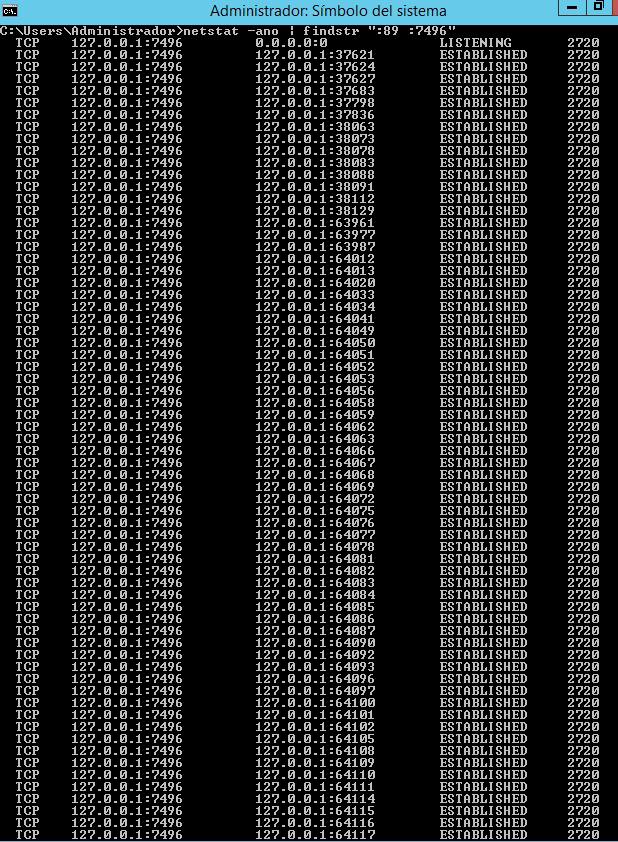 Administrador: Símbolo del sistema
C:\Users\Administrador>netstat -ano | findstr ":89 :7496"
TCP 127.0.0.1:7496 0.0.0.0:0 LISTENING 2720
TCP 127.0.0.1:7496 127.0.0.1:37621 ESTABLISHED 2720
TCP 127.0.0.1:7496 127.0.0.1:37624 ESTABLISHED 2720
TCP 127.0.0.1:7496 127.0.0.1:37627 ESTABLISHED 2720
TCP 127.0.0.1:7496 127.0.0.1:37683 ESTABLISHED 2720
TCP 127.0.0.1:7496 127.0.0.1:37798 ESTABLISHED 2720
TCP 127.0.0.1:7496 127.0.0.1:37836 ESTABLISHED 2720
TCP 127.0.0.1:7496 127.0.0.1:38063 ESTABLISHED 2720
TCP 127.0.0.1:7496 127.0.0.1:38073 ESTABLISHED 2720
TCP 127.0.0.1:7496 127.0.0.1:38078 ESTABLISHED 2720
TCP 127.0.0.1:7496 127.0.0.1:38083 ESTABLISHED 2720
TCP 127.0.0.1:7496 127.0.0.1:38088 ESTABLISHED 2720
TCP 127.0.0.1:7496 127.0.0.1:38091 ESTABLISHED 2720
TCP 127.0.0.1:7496 127.0.0.1:38112 ESTABLISHED 2720
TCP 127.0.0.1:7496 127.0.0.1:38129 ESTABLISHED 2720
TCP 127.0.0.1:7496 127.0.0.1:63961 ESTABLISHED 2720
TCP 127.0.0.1:7496 127.0.0.1:63977 ESTABLISHED 2720
TCP 127.0.0.1:7496 127.0.0.1:63987 ESTABLISHED 2720
TCP 127.0.0.1:7496 127.0.0.1:64012 ESTABLISHED 2720
TCP 127.0.0.1:7496 127.0.0.1:64013 ESTABLISHED 2720
TCP 127.0.0.1:7496 127.0.0.1:64020 ESTABLISHED 2720
TCP 127.0.0.1:7496 127.0.0.1:64033 ESTABLISHED 2720
TCP 127.0.0.1:7496 127.0.0.1:64034 ESTABLISHED 2720
TCP 127.0.0.1:7496 127.0.0.1:64041 ESTABLISHED 2720
TCP 127.0.0.1:7496 127.0.0.1:64049 ESTABLISHED 2720
TCP 127.0.0.1:7496 127.0.0.1:64050 ESTABLISHED 2720
TCP 127.0.0.1:7496 127.0.0.1:64051 ESTABLISHED 2720
TCP 127.0.0.1:7496 127.0.0.1:64052 ESTABLISHED 2720
TCP 127.0.0.1:7496 127.0.0.1:64053 ESTABLISHED 2720
TCP 127.0.0.1:7496 127.0.0.1:64056 ESTABLISHED 2720
TCP 127.0.0.1:7496 127.0.0.1:64058 ESTABLISHED 2720
TCP 127.0.0.1:7496 127.0.0.1:64059 ESTABLISHED 2720
TCP 127.0.0.1:7496 127.0.0.1:64062 ESTABLISHED 2720
TCP 127.0.0.1:7496 127.0.0.1:64063 ESTABLISHED 2720
TCP 127.0.0.1:7496 127.0.0.1:64066 ESTABLISHED 2720
TCP 127.0.0.1:7496 127.0.0.1:64067 ESTABLISHED 2720
TCP 127.0.0.1:7496 127.0.0.1:64068 ESTABLISHED 2720
TCP 127.0.0.1:7496 127.0.0.1:64069 ESTABLISHED 2720
TCP 127.0.0.1:7496 127.0.0.1:64072 ESTABLISHED 2720
TCP 127.0.0.1:7496 127.0.0.1:64075 ESTABLISHED 2720
TCP 127.0.0.1:7496 127.0.0.1:64076 ESTABLISHED 2720
TCP 127.0.0.1:7496 127.0.0.1:64077 ESTABLISHED 2720
TCP 127.0.0.1:7496 127.0.0.1:64078 ESTABLISHED 2720
TCP 127.0.0.1:7496 127.0.0.1:64081 ESTABLISHED 2720
TCP 127.0.0.1:7496 127.0.0.1:64082 ESTABLISHED 2720
TCP 127.0.0.1:7496 127.0.0.1:64083 ESTABLISHED 2720
TCP 127.0.0.1:7496 127.0.0.1:64084 ESTABLISHED 2720
TCP 127.0.0.1:7496 127.0.0.1:64085 ESTABLISHED 2720
TCP 127.0.0.1:7496 127.0.0.1:64086 ESTABLISHED 2720
TCP 127.0.0.1:7496 127.0.0.1:64087 ESTABLISHED 2720
TCP 127.0.0.1:7496 127.0.0.1:64090 ESTABLISHED 2720
TCP 127.0.0.1:7496 127.0.0.1:64092 ESTABLISHED 2720
TCP 127.0.0.1:7496 127.0.0.1:64093 ESTABLISHED 2720
TCP 127.0.0.1:7496 127.0.0.1:64096 ESTABLISHED 2720
TCP 127.0.0.1:7496 127.0.0.1:64097 ESTABLISHED 2720
TCP 127.0.0.1:7496 127.0.0.1:64100 ESTABLISHED 2720
TCP 127.0.0.1:7496 127.0.0.1:64101 ESTABLISHED 2720
TCP 127.0.0.1:7496 127.0.0.1:64102 ESTABLISHED 2720
TCP 127.0.0.1:7496 127.0.0.1:64105 ESTABLISHED 2720
TCP 127.0.0.1:7496 127.0.0.1:64108 ESTABLISHED 2720
TCP 127.0.0.1:7496 127.0.0.1:64109 ESTABLISHED 2720
TCP 127.0.0.1:7496 127.0.0.1:64110 ESTABLISHED 2720
TCP 127.0.0.1:7496 127.0.0.1:64111 ESTABLISHED 2720
TCP 127.0.0.1:7496 127.0.0.1:64114 ESTABLISHED 2720
TCP 127.0.0.1:7496 127.0.0.1:64115 ESTABLISHED 2720
TCP 127.0.0.1:7496 127.0.0.1:64116 ESTABLISHED 2720
TCP 127.0.0.1:7496 127.0.0.1:64117 ESTABLISHED 2720